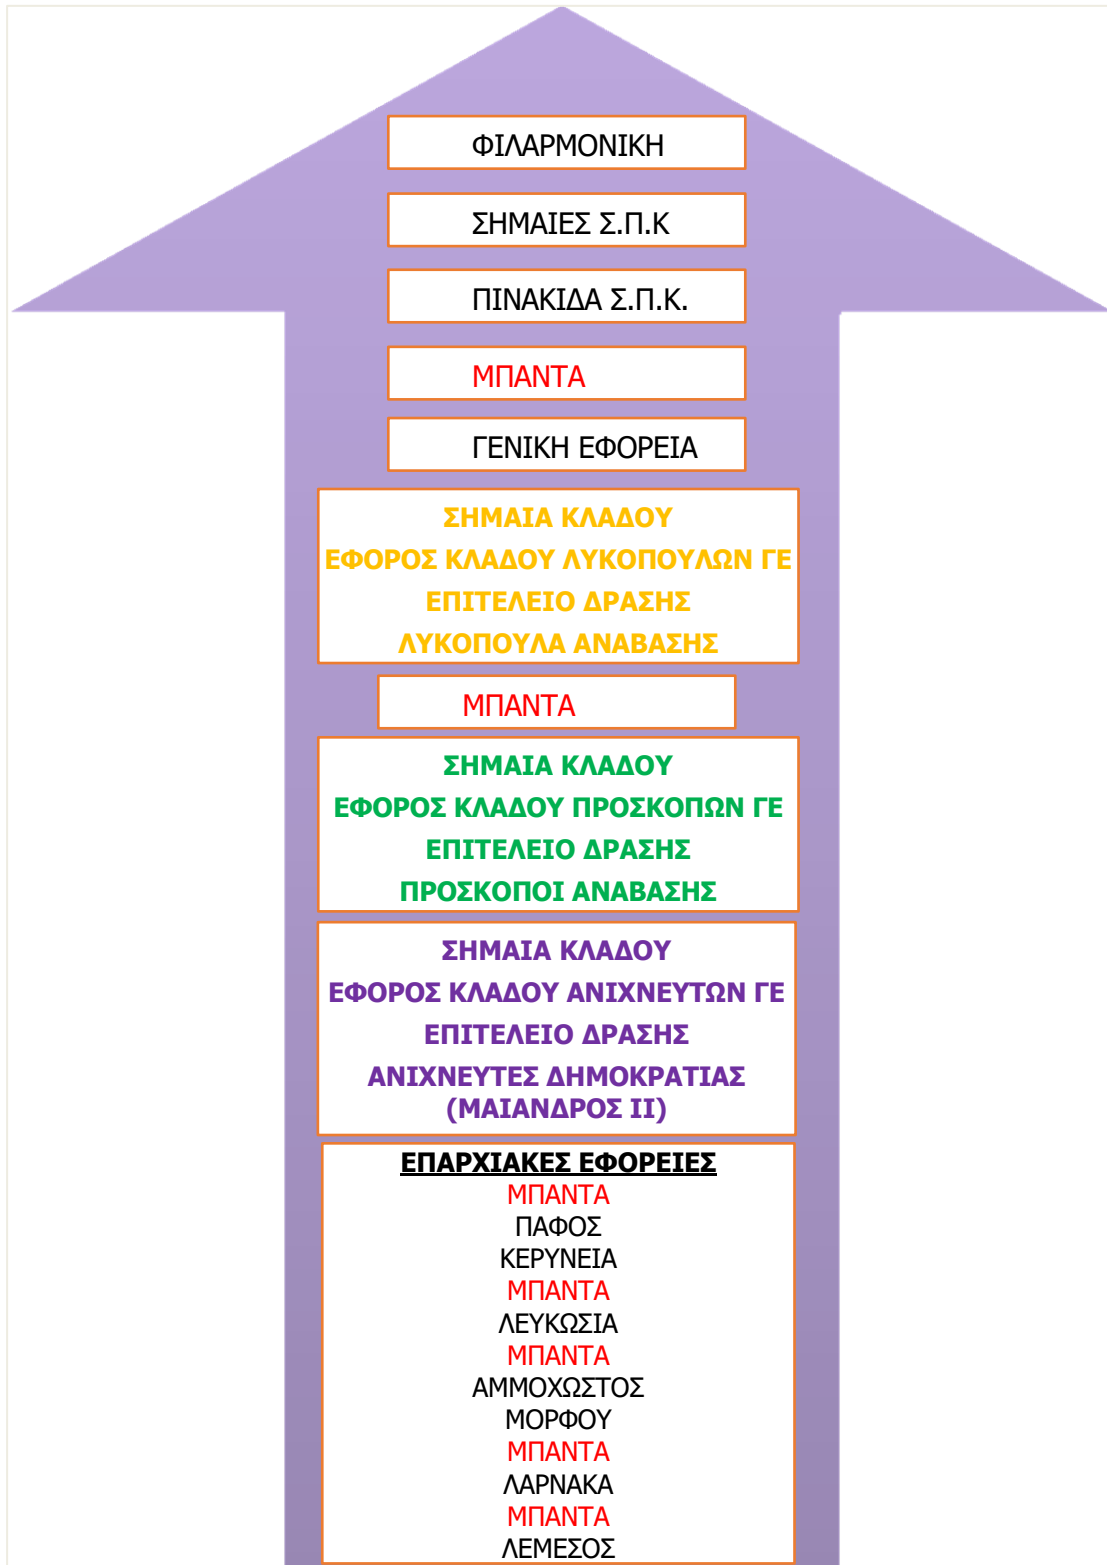 ΦΙΛΑΡΜΟΝΙΚΗ
ΣΗΜΑΙΕΣ Σ.Π.Κ
ΠΙΝΑΚΙΔΑ Σ.Π.Κ.
ΜΠΑΝΤΑ
ΓΕΝΙΚΗ ΕΦΟΡΕΙΑ
ΣΗΜΑΙΑ ΚΛΑΔΟΥ
ΕΦΟΡΟΣ ΚΛΑΔΟΥ ΛΥΚΟΠΟΥΛΩΝ ΓΕ
ΕΠΙΤΕΛΕΙΟ ΔΡΑΣΗΣ
ΛΥΚΟΠΟΥΛΑ ΑΝΑΒΑΣΗΣ
ΜΠΑΝΤΑ
ΣΗΜΑΙΑ ΚΛΑΔΟΥ
ΕΦΟΡΟΣ ΚΛΑΔΟΥ ΠΡΟΣΚΟΠΩΝ ΓΕ
ΕΠΙΤΕΛΕΙΟ ΔΡΑΣΗΣ
ΠΡΟΣΚΟΠΟΙ ΑΝΑΒΑΣΗΣ
ΣΗΜΑΙΑ ΚΛΑΔΟΥ
ΕΦΟΡΟΣ ΚΛΑΔΟΥ ΑΝΙΧΝΕΥΤΩΝ ΓΕ
ΕΠΙΤΕΛΕΙΟ ΔΡΑΣΗΣ
ΑΝΙΧΝΕΥΤΕΣ ΔΗΜΟΚΡΑΤΙΑΣ
(ΜΑΙΑΝΔΡΟΣ ΙΙ)
ΕΠΑΡΧΙΑΚΕΣ ΕΦΟΡΕΙΕΣ
ΜΠΑΝΤΑ
ΠΑΦΟΣ
ΚΕΡΥΝΕΙΑ
ΜΠΑΝΤΑ
ΛΕΥΚΩΣΙΑ
ΜΠΑΝΤΑ
ΑΜΜΟΧΩΣΤΟΣ
ΜΟΡΦΟΥ
ΜΠΑΝΤΑ
ΛΑΡΝΑΚΑ
ΜΠΑΝΤΑ
ΛΕΜΕΣΟΣ